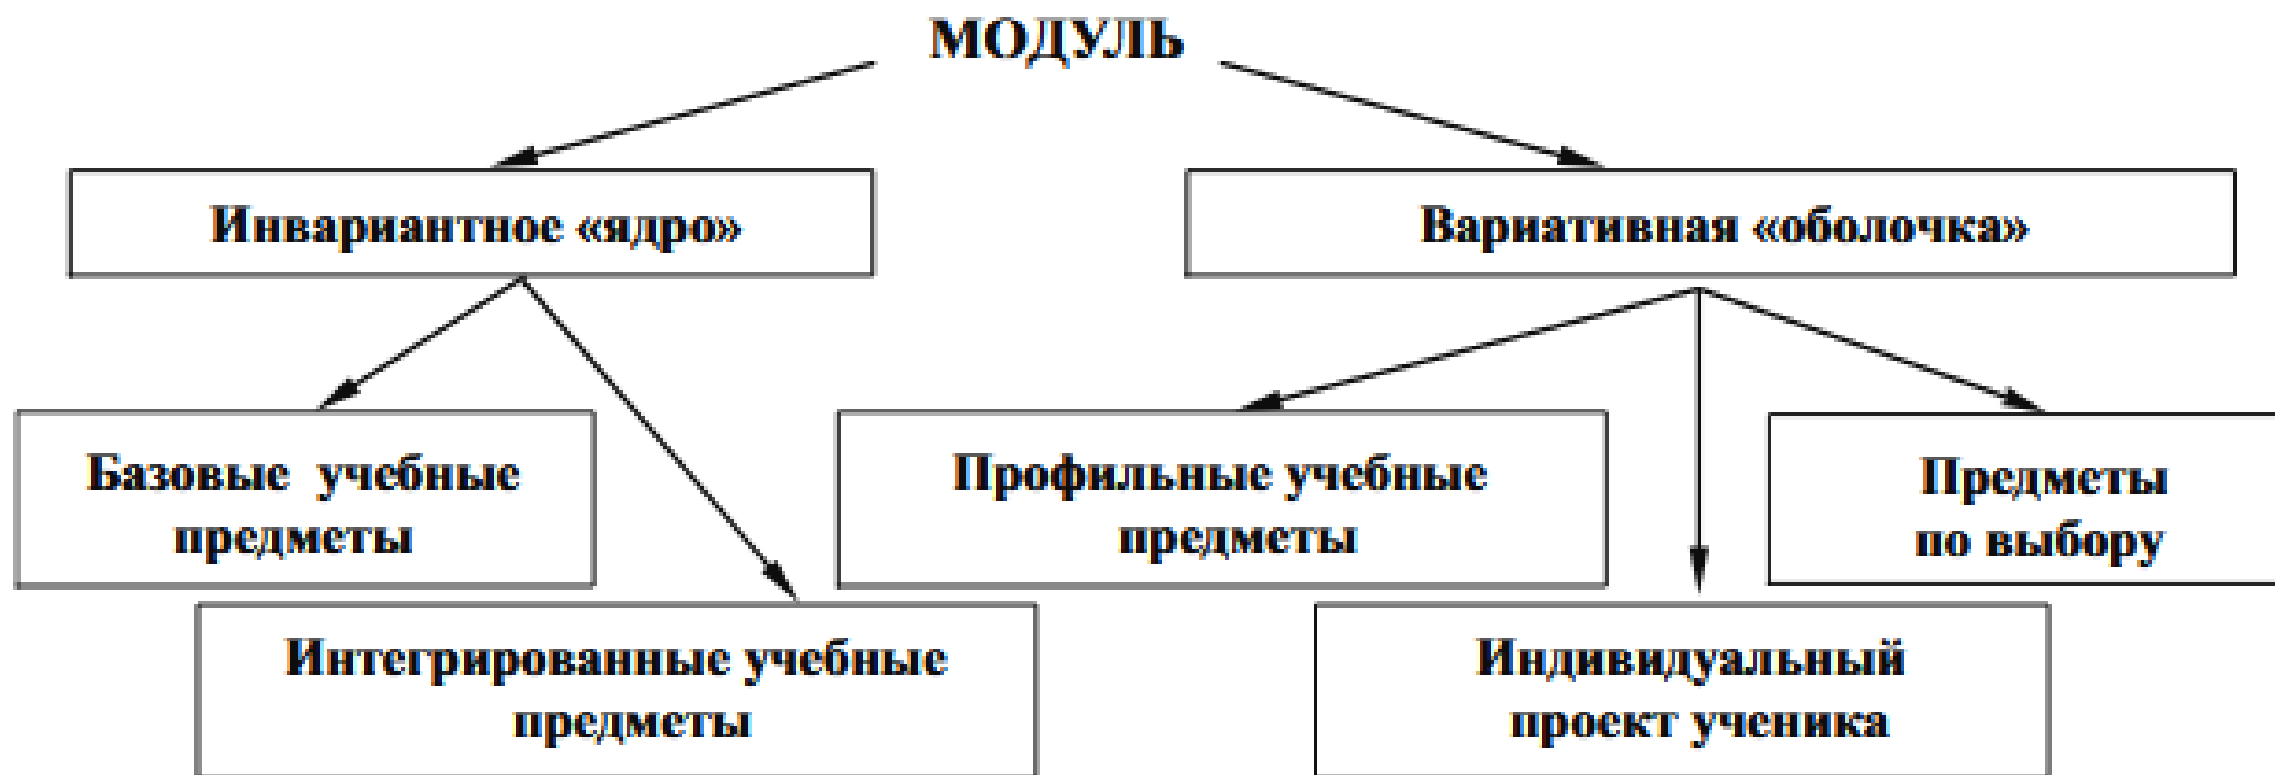 МОДУЛЬ
Инвариантное «ядро»
Вариативная «оболочка»
Базовые учебные
предметы
Профильные учебные
предметы
Предметы
по выбору
Интегрированные учебные
предметы
Индивидуальный
проект ученика